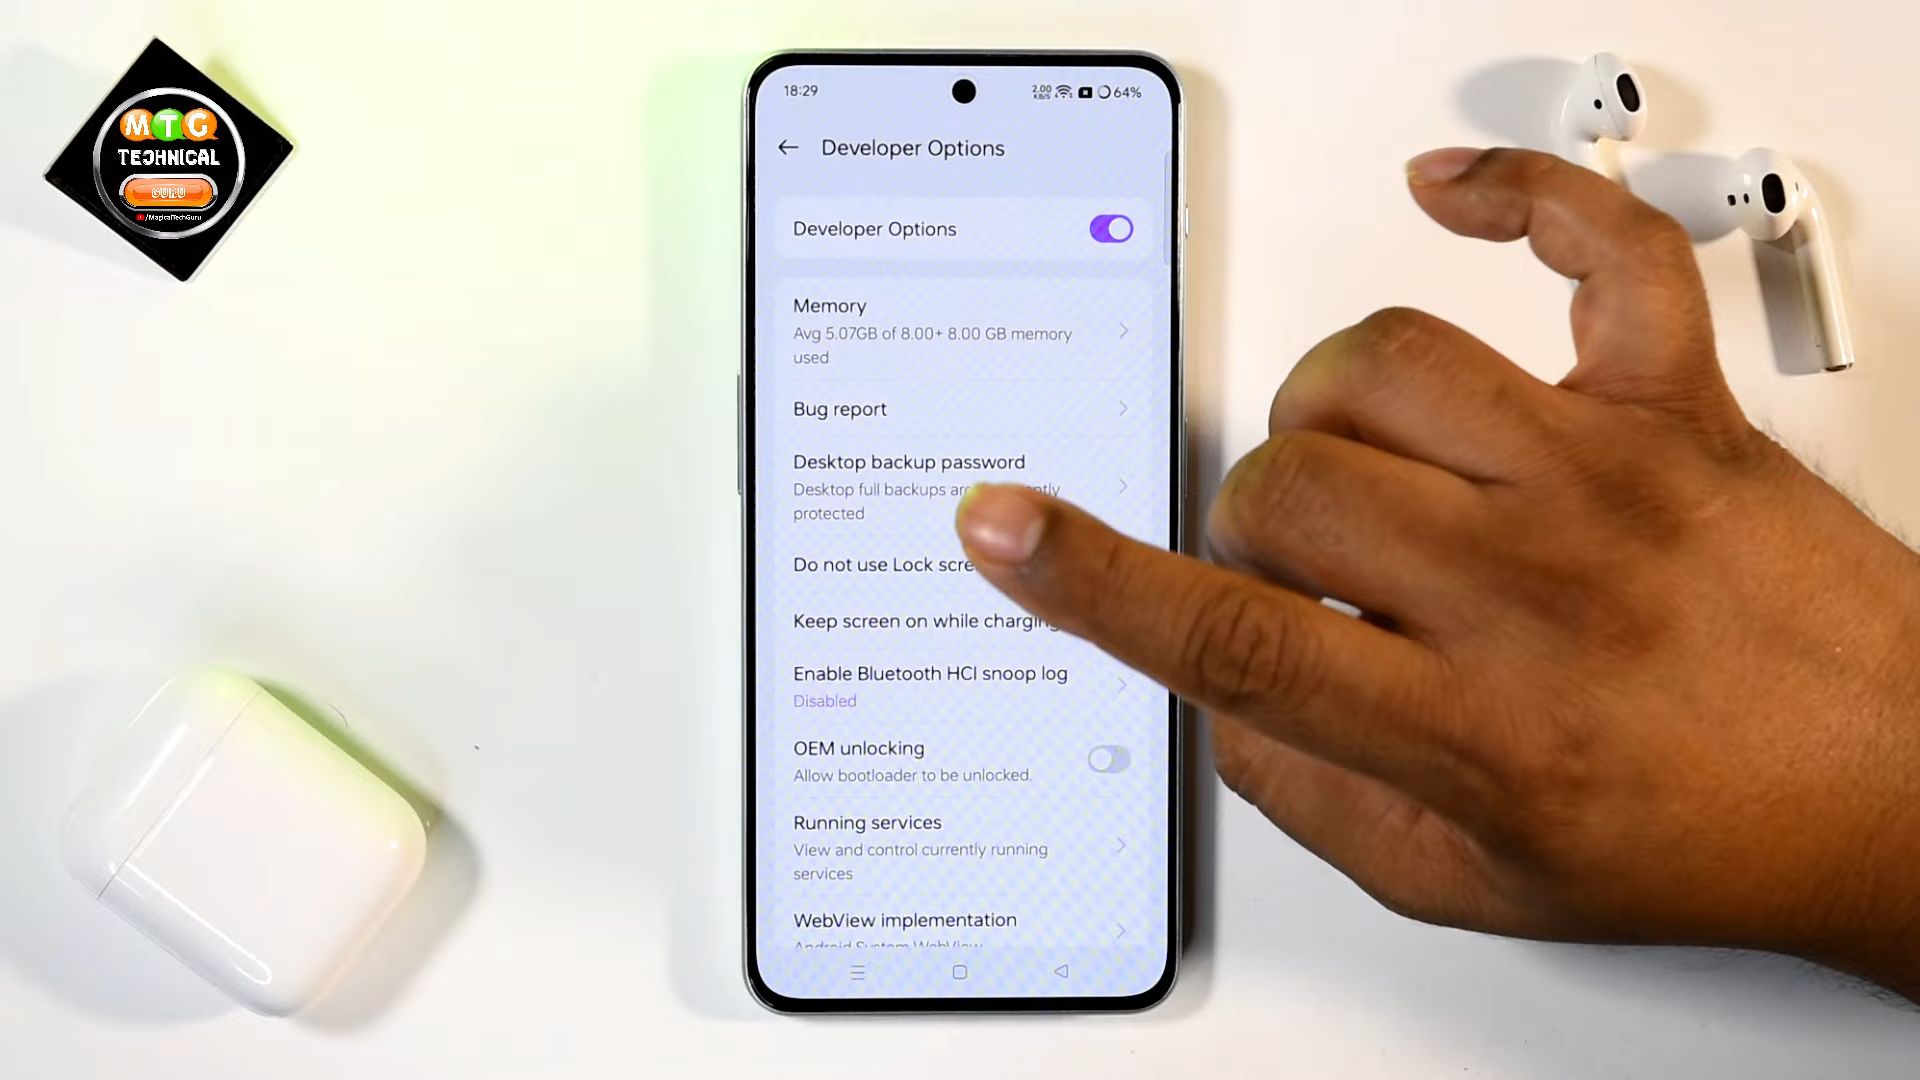 MTG
TECHNICAL
GURU
/MagicalTechGuru
18:29
2.00
KB/S
64%
Developer Options
Developer Options
Memory
Avg 5.07GB of 8.00+ 8.00 GB memory
used
Bug report
Desktop backup password
Desktop full backups
protected
Do not use Lock
Keep screen on while charging
Enable Bluetooth HCI snoop log
Disabled
OEM unlocking
Allow bootloader to be unlocked.
Running services
View and control currently running
services
WebView implementation
Android System WebView